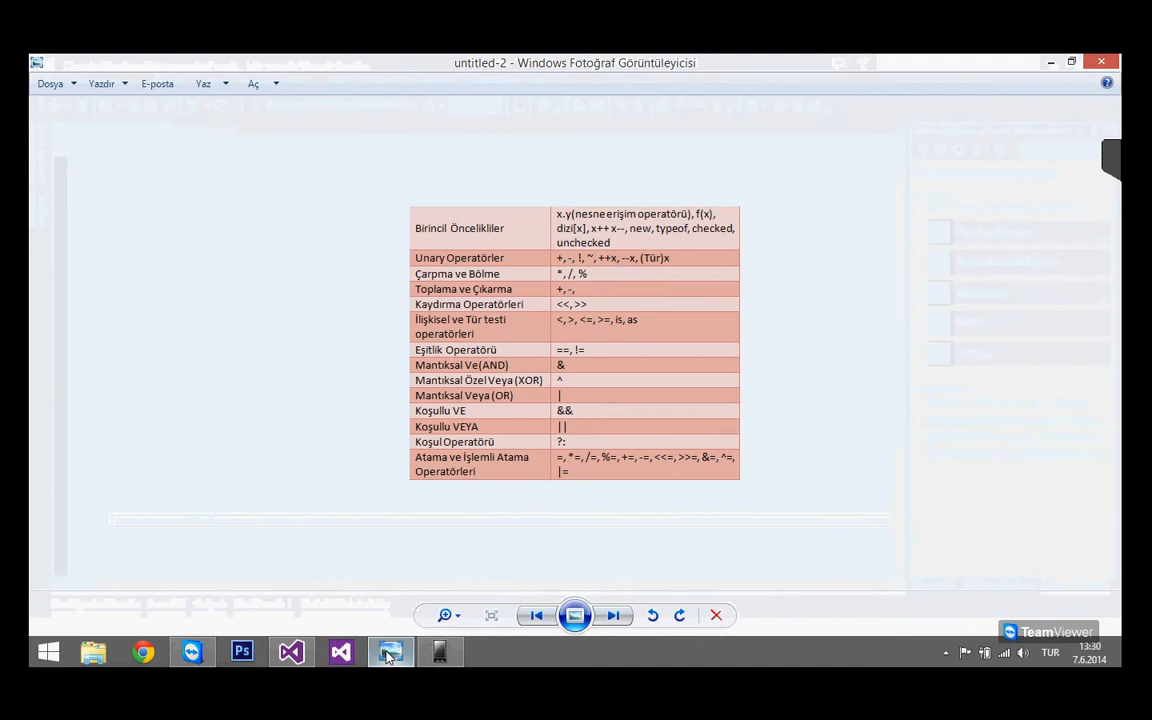 untitled-2 - Windows Fotoğraf Görüntüleyicisi
Dosya Yazdır E-posta Yaz Aç
Birincil Öncelikliler
x.y(nesne erişim operatörü), f(x),
dizi[x], x++ x--, new, typeof, checked,
unchecked
Unary Operatörler +, -, !, ~, ++x, --x, (Tür)x
Çarpma ve Bölme *, /, %
Toplama ve Çıkarma +, -,
Kaydırma Operatörleri <<, >>
İlişkisel ve Tür testi
operatörleri
<, >, <=, >=, is, as
Eşitlik Operatörü ==, !=
Mantıksal Ve(AND) &
Mantıksal Özel Veya (XOR) ^
Mantıksal Veya (OR) |
Koşullu VE &&
Koşullu VEYA ||
Koşul Operatörü ?:
Atama ve İşlemli Atama
Operatörleri
=, *=, /=, %=, +=, -=, <<=, >>=, &=, ^=,
|=
TeamViewer
Ps
TUR
13:30
7.6.2014